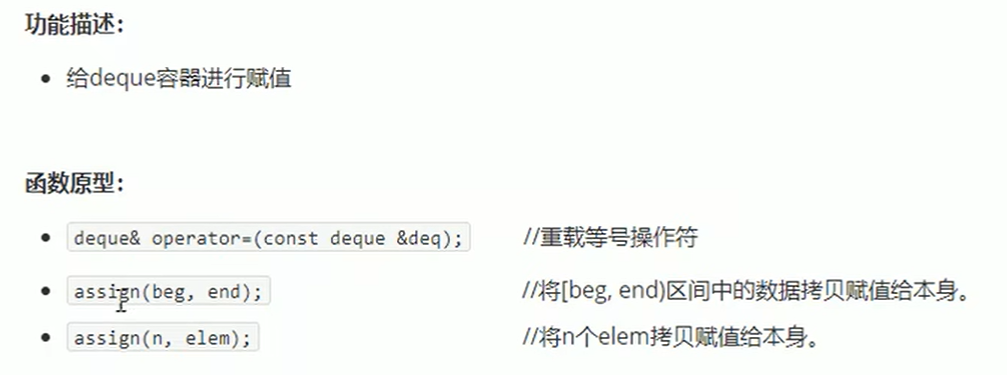 功能描述：
给deque容器进行赋值
函数原型：
deque& operator=(const deque &deq); //重载等号操作符
assign(beg, end); //将[beg, end)区间中的数据拷贝赋值给本身。
assign(n, elem); //将n个elem拷贝赋值给本身。